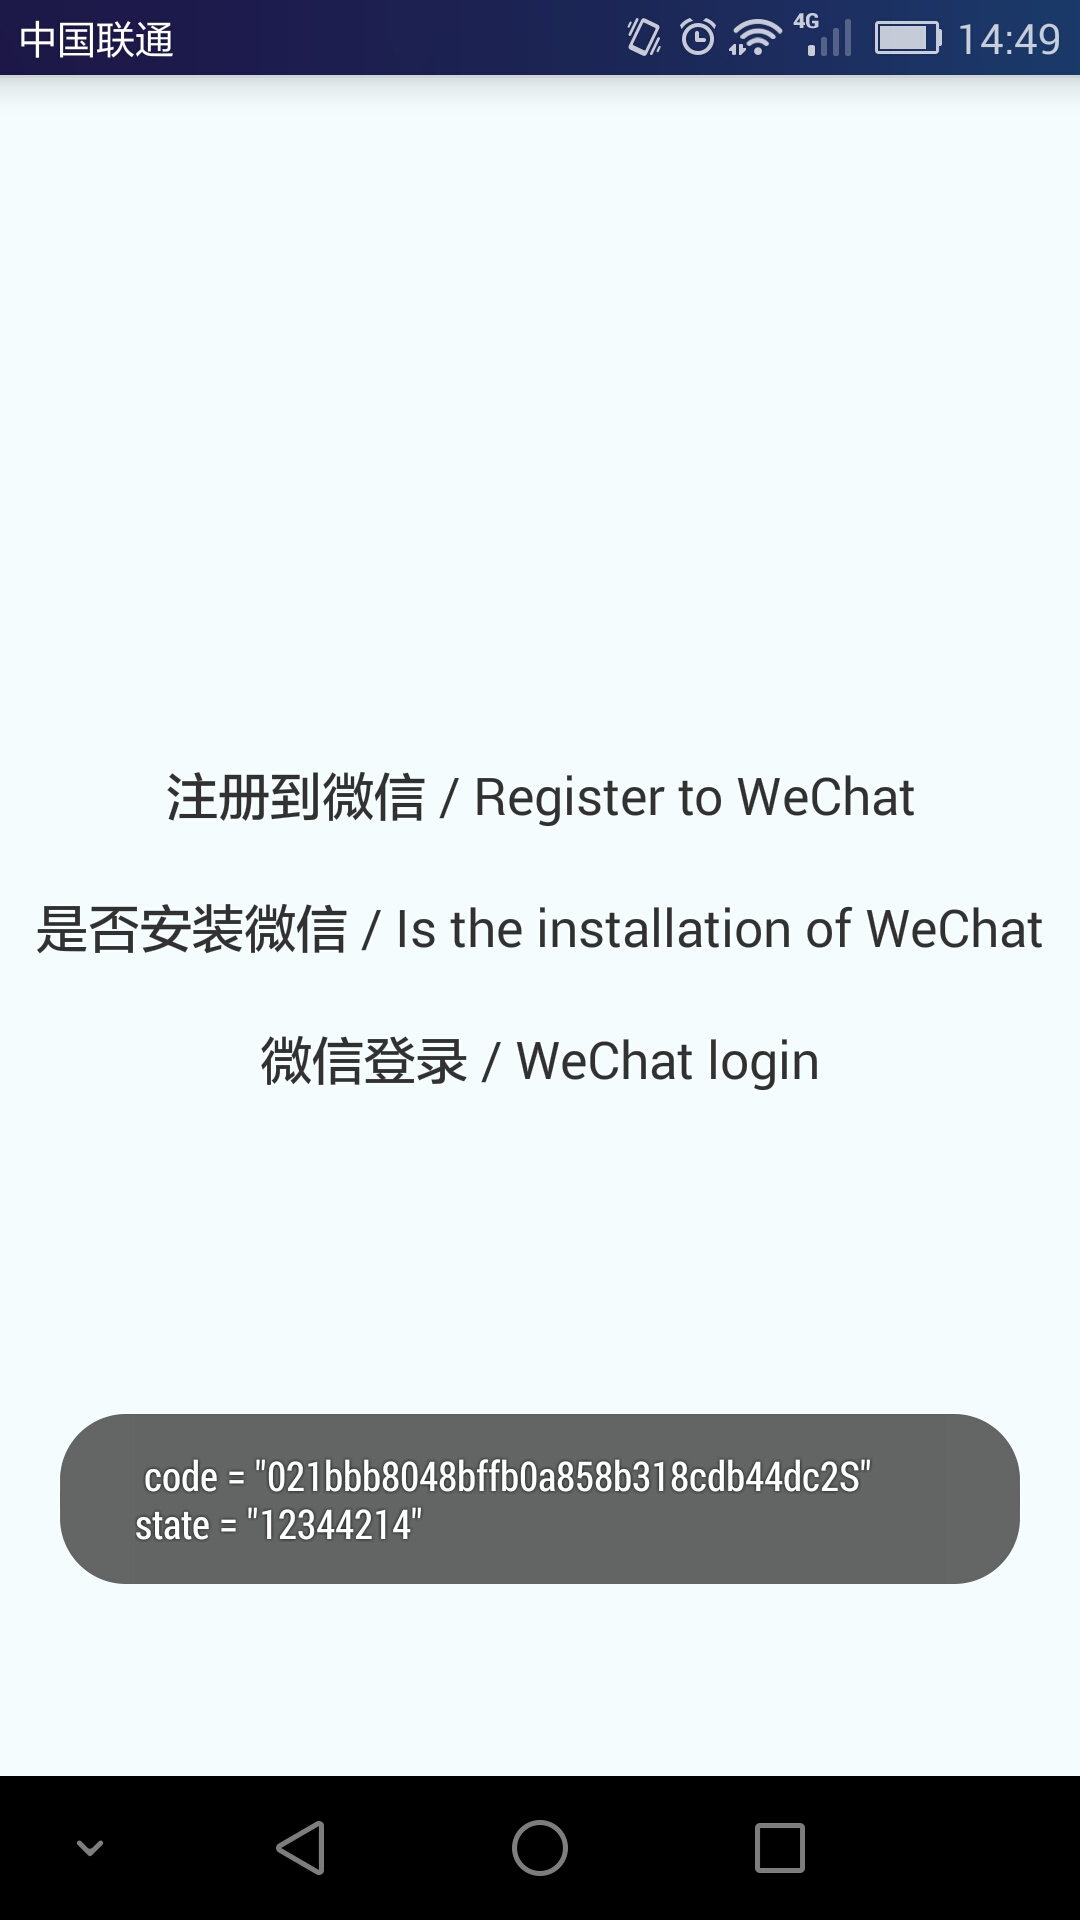 中国联通
4G
14:49
注册到微信 / Register to WeChat
是否安装微信 / Is the installation of WeChat
微信登录 / WeChat login
code = "021bbb8048bffb0a858b318cdb44dc2S"
state = "12344214"